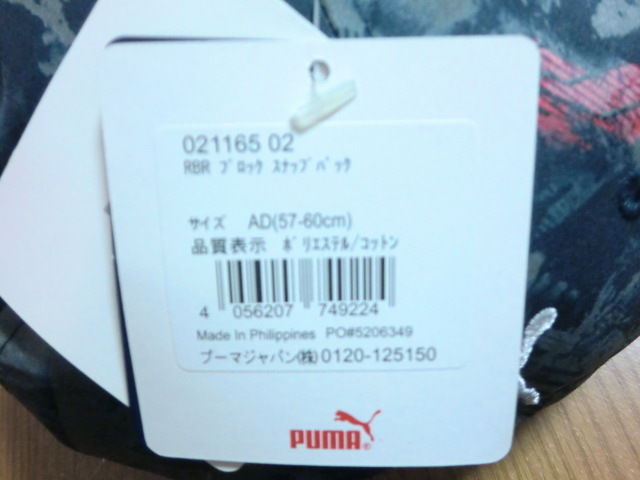 021165 02
RBR ﾌﾞﾛｯｸ ｽﾅｯﾌﾟﾊﾞｯｸ
ｻｲｽﾞ AD(57-60cm)
品質表示 ﾎﾟﾘｴｽﾃﾙ/ｺｯﾄﾝ
4 056207 749224
Made In Philippines PO#5206349
プーマジャパン㈱ 0120-125150
PUMA®